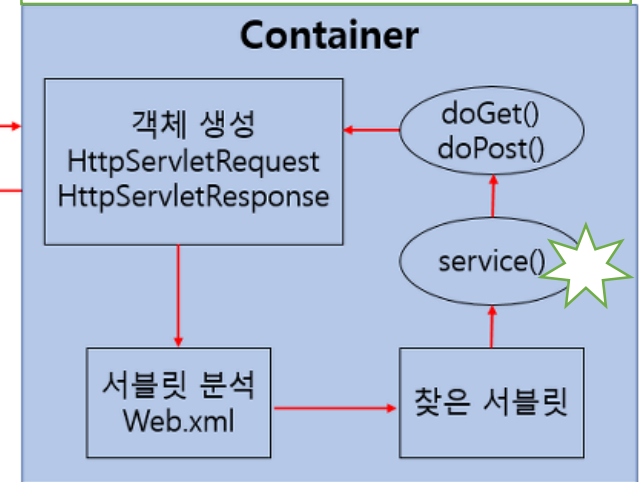 Container
객체 생성
HttpServletRequest
HttpServletResponse
doGet()
doPost()
service()
서블릿 분석
Web.xml
찾은 서블릿